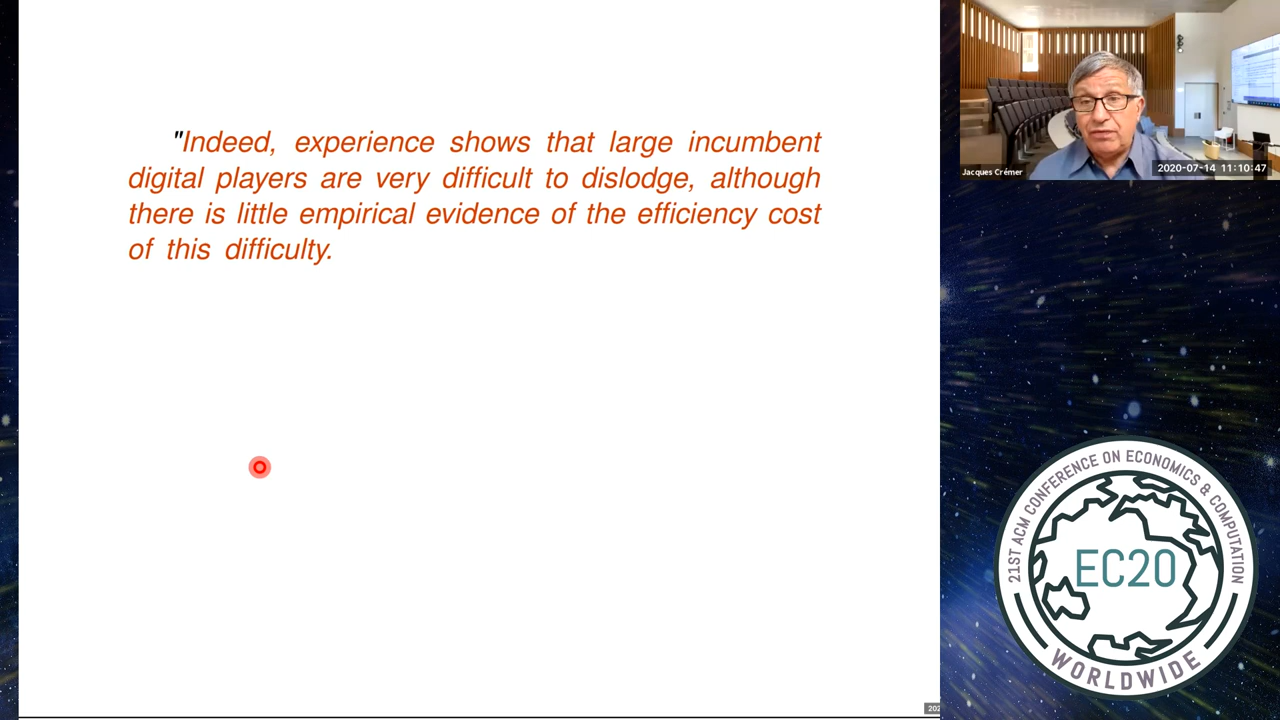 "Indeed, experience shows that large incumbent
digital players are very difficult to dislodge, although
there is little empirical evidence of the efficiency cost
of this difficulty.
Jacques Crémer
2020-07-14 11:10:47
21ST ACM CONFERENCE ON ECONOMICS & COMPUTATION
EC20
WORLDWIDE